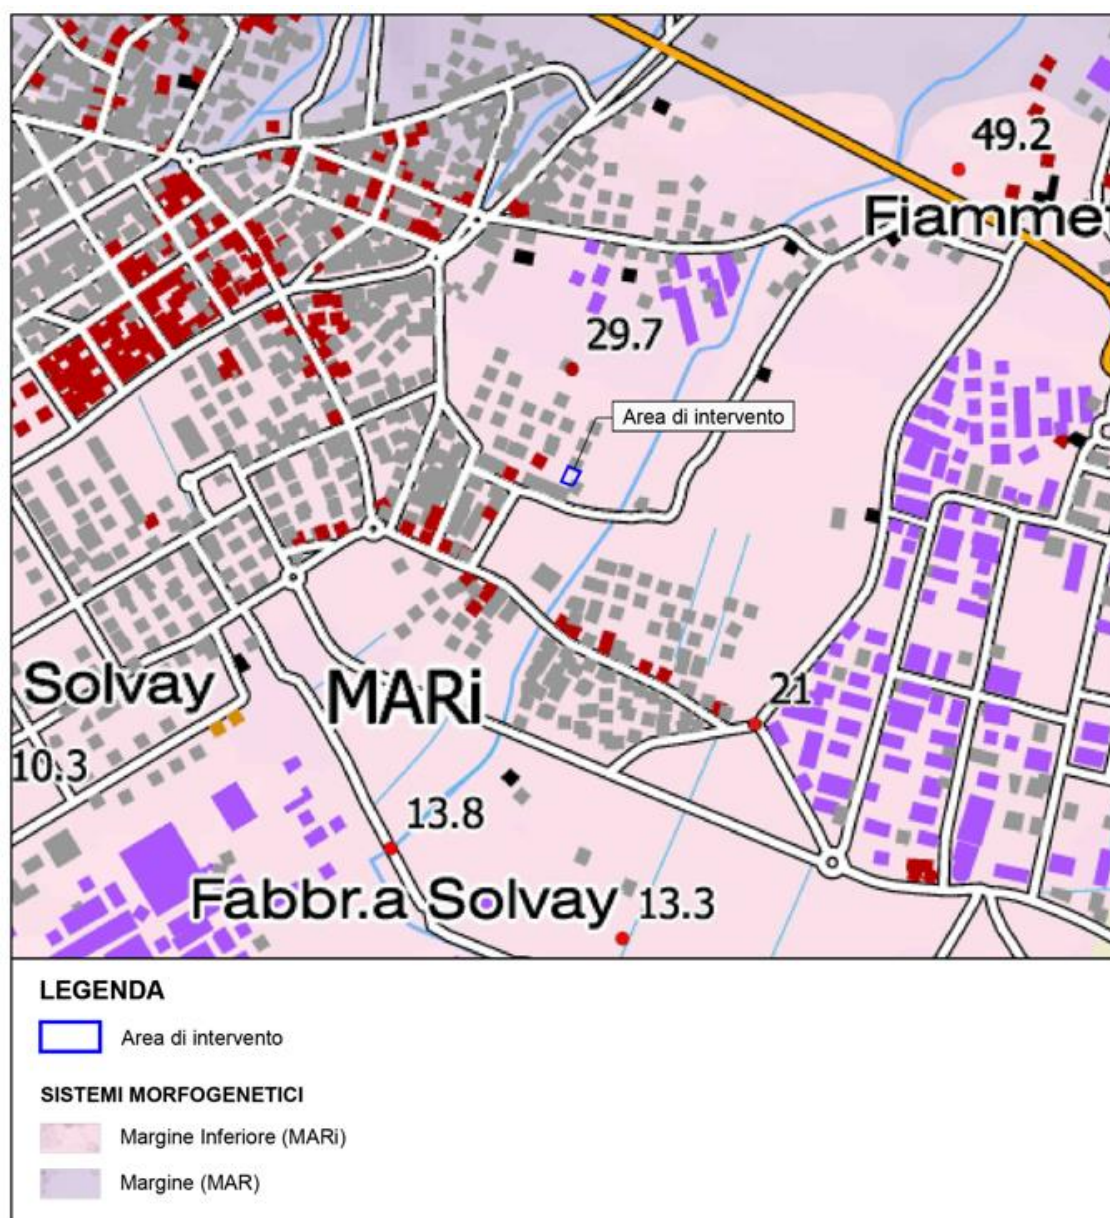 49.2
Fiamme
29.7
Area di intervento
Solvay
MARi
21
10.3
13.8
Fabbr.a Solvay
13.3
LEGENDA
Area di intervento
SISTEMI MORFOGENETICI
Margine Inferiore (MARi)
Margine (MAR)